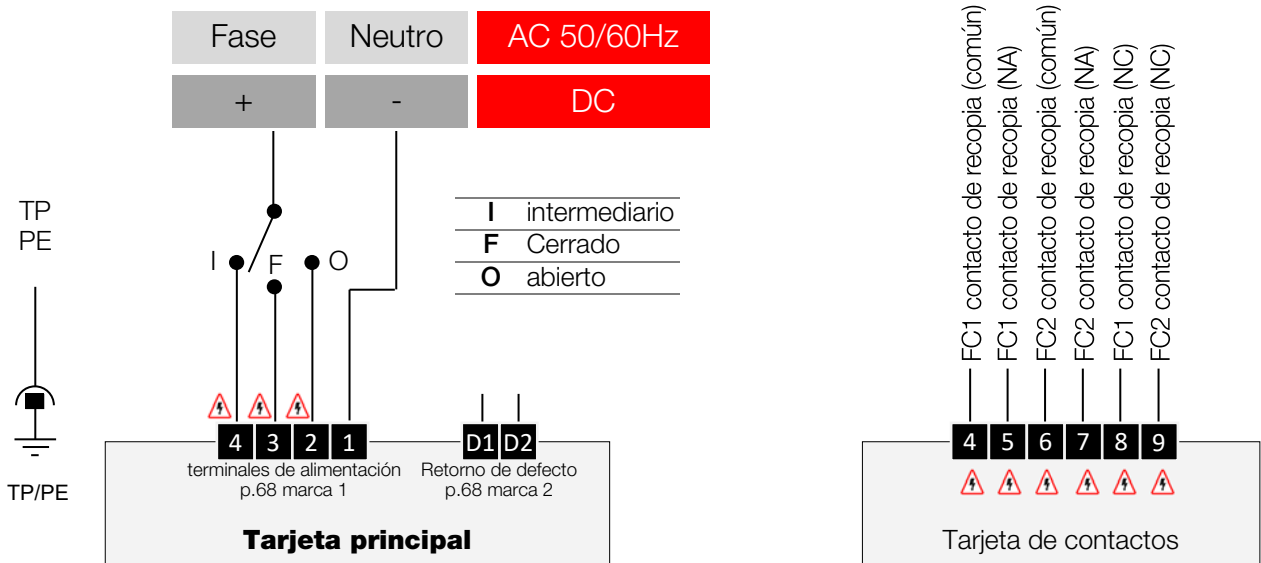 Fase Neutro AC 50/60Hz
+ - DC
TP
PE
I intermediario
F Cerrado
O abierto
I F O
4 3 2 1 D1 D2
terminales de alimentación
p.68 marca 1
Retorno de defecto
p.68 marca 2
TP/PE
Tarjeta principal
FC1 contacto de recopia (común)
FC1 contacto de recopia (NA)
FC2 contacto de recopia (común)
FC2 contacto de recopia (NA)
FC1 contacto de recopia (NC)
FC2 contacto de recopia (NC)
4 5 6 7 8 9
Tarjeta de contactos